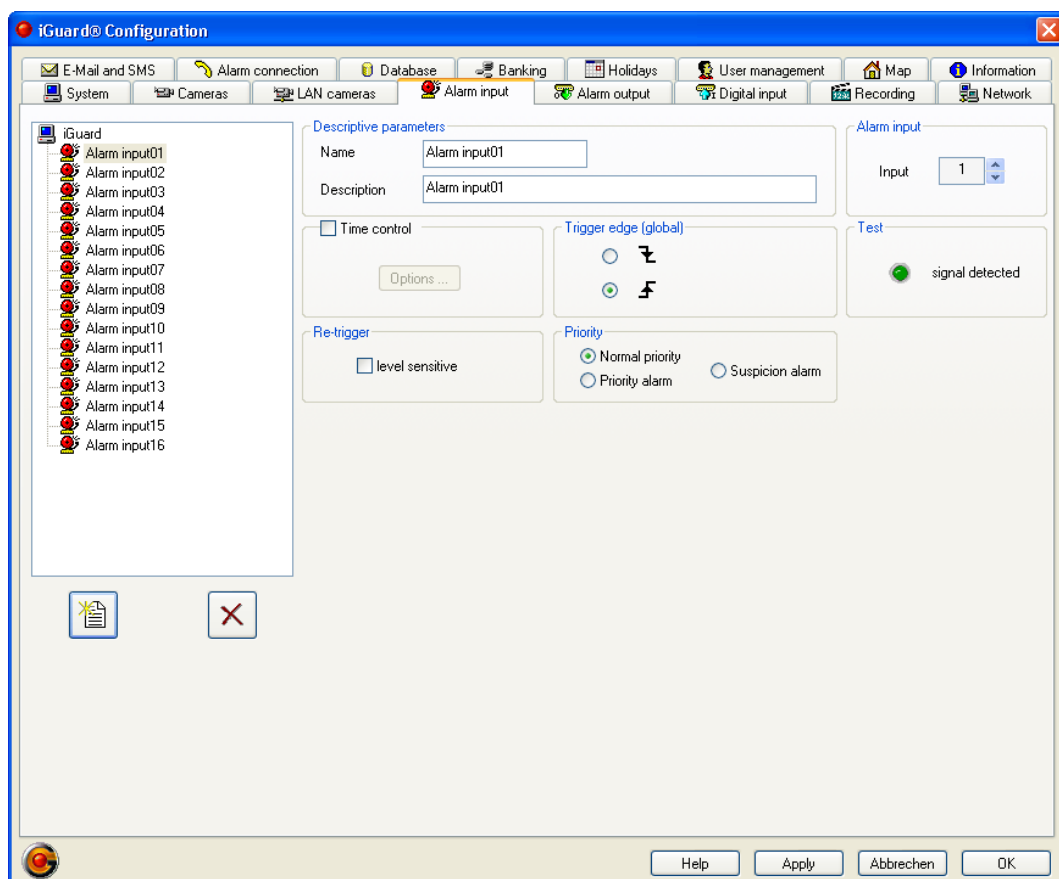 iGuard® Configuration
E-Mail and SMS
Alarm connection
Database
Banking
Holidays
User management
Map
Information
System
Cameras
LAN cameras
Alarm input
Alarm output
Digital input
Recording
Network
iGuard
Alarm input01
Alarm input02
Alarm input03
Alarm input04
Alarm input05
Alarm input06
Alarm input07
Alarm input08
Alarm input09
Alarm input10
Alarm input11
Alarm input12
Alarm input13
Alarm input14
Alarm input15
Alarm input16
Descriptive parameters
Name
Alarm input01
Description
Alarm input01
Alarm input
Input
1
Time control
Options ...
Trigger edge (global)
Test
signal detected
Re-trigger
level sensitive
Priority
Normal priority
Priority alarm
Suspicion alarm
Help
Apply
Abbrechen
OK